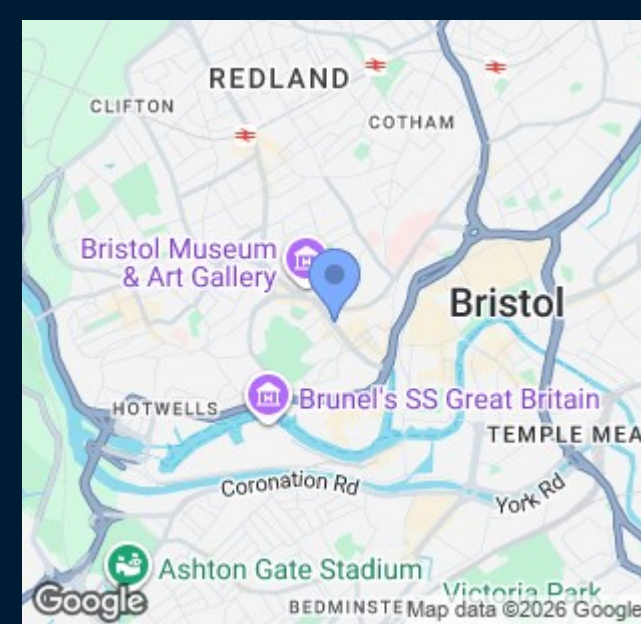 REDLAND
CLIFTON
COTHAM
Bristol Museum
& Art Gallery
Bristol
HOTWELLS
Brunel's SS Great Britain
TEMPLE MEA
Coronation Rd
York Rd
Ashton Gate Stadium
Victoria Park
BEDMINSTE
Google
Map data ©2026 Google